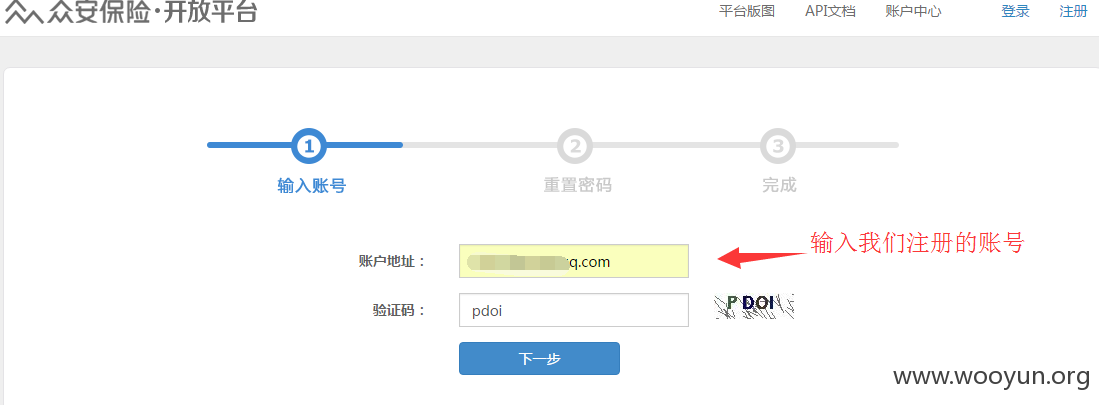 众安保险·开放平台
平台版图 API文档 账户中心 登录 注册
1 2 3
输入账号 重置密码 完成
输入我们注册的账号
账户地址： q.com
验证码： pdoi P DOI
下一步
www.wooyun.org